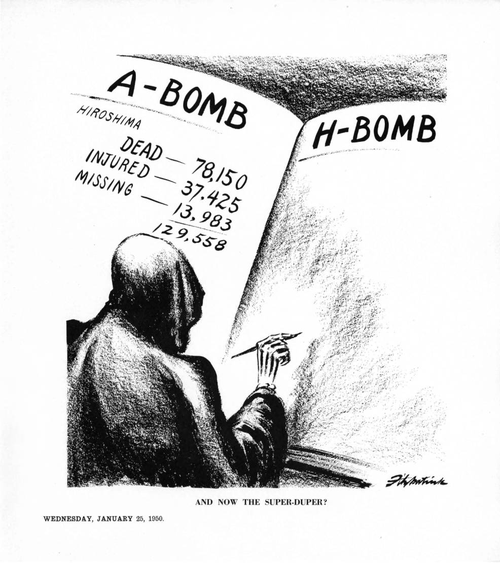 A-BOMB
HIROSHIMA
DEAD — 78,150
INJURED — 37,425
MISSING — 13,983
129,558
H-BOMB
Fitzpatrick
AND NOW THE SUPER-DUPER?
WEDNESDAY, JANUARY 25, 1950.